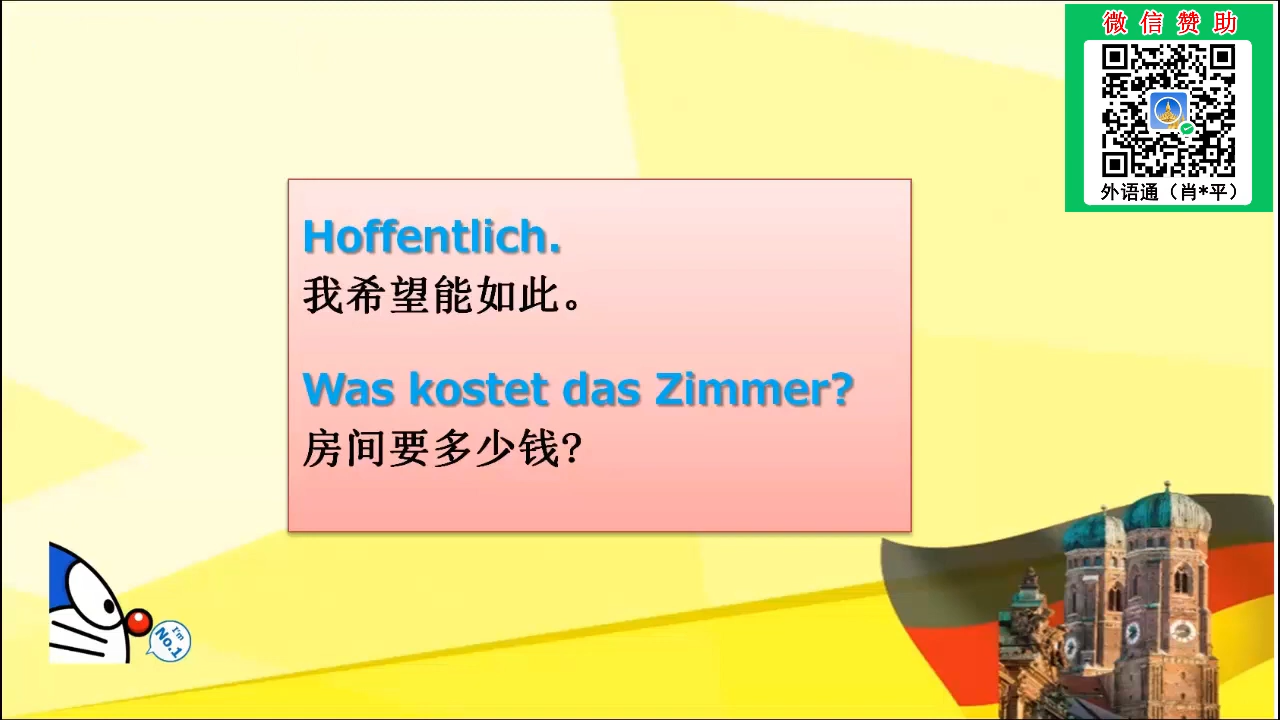 微信赞助
外语通（肖*平）
Hoffentlich.
我希望能如此。
Was kostet das Zimmer?
房间要多少钱?
I'm
No.1